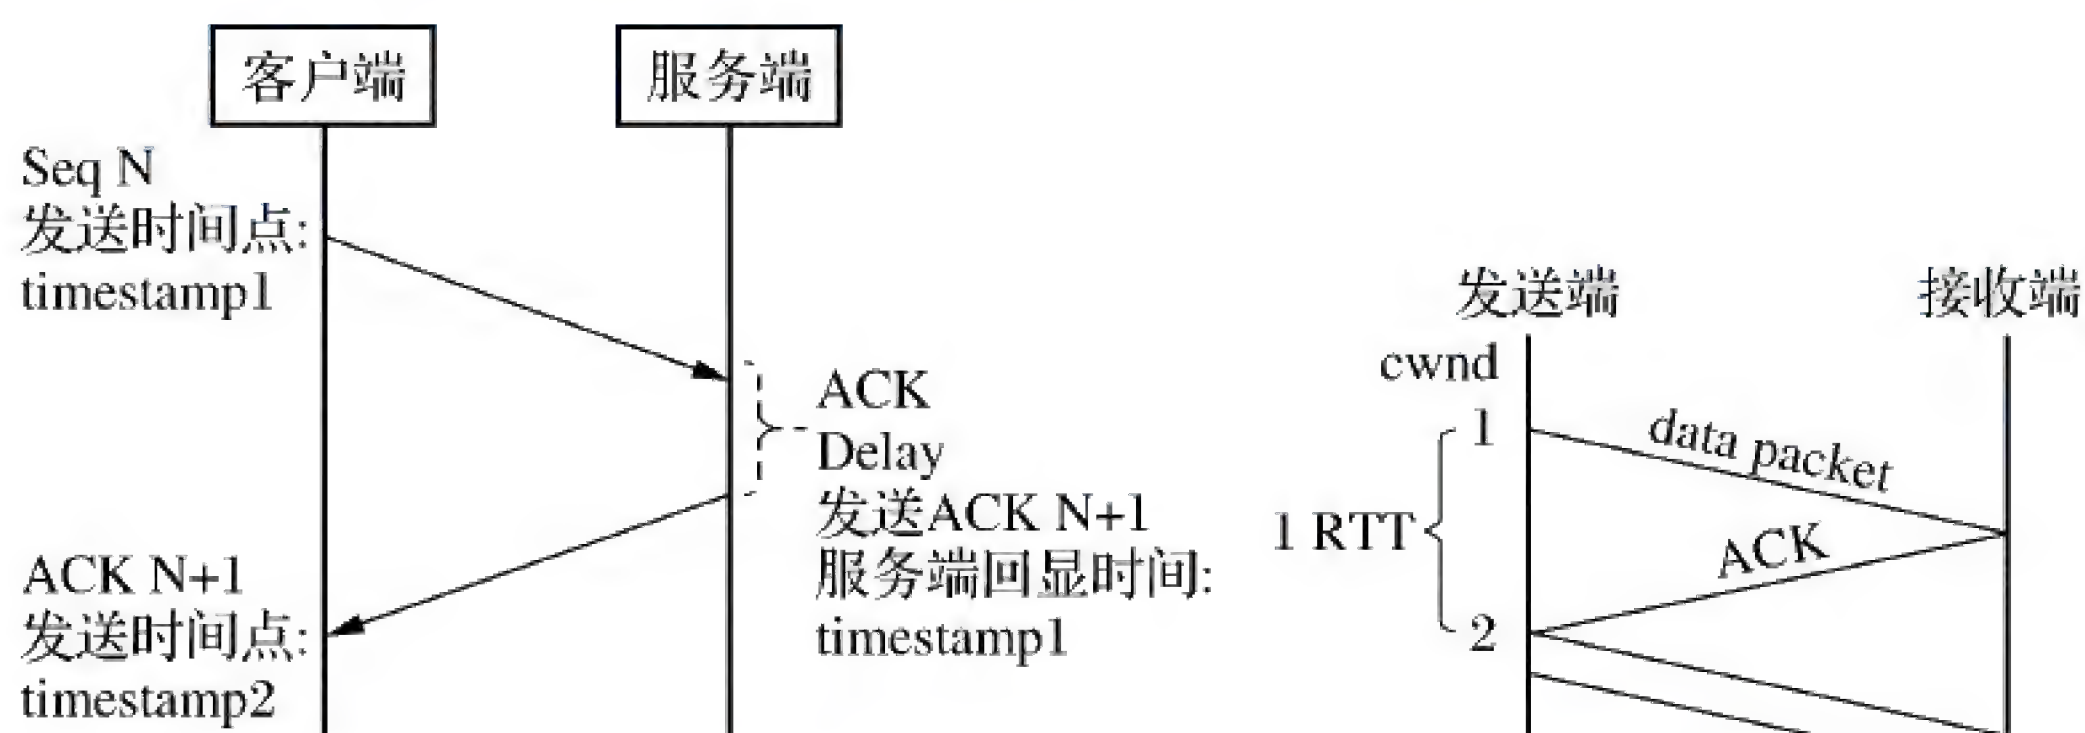 客户端
服务端
Seq N
发送时间点:
timestamp1
ACK
Delay
发送ACK N+1
服务端回显时间:
timestamp1
ACK N+1
发送时间点:
timestamp2
发送端
接收端
cwnd
1
data packet
1 RTT
ACK
2